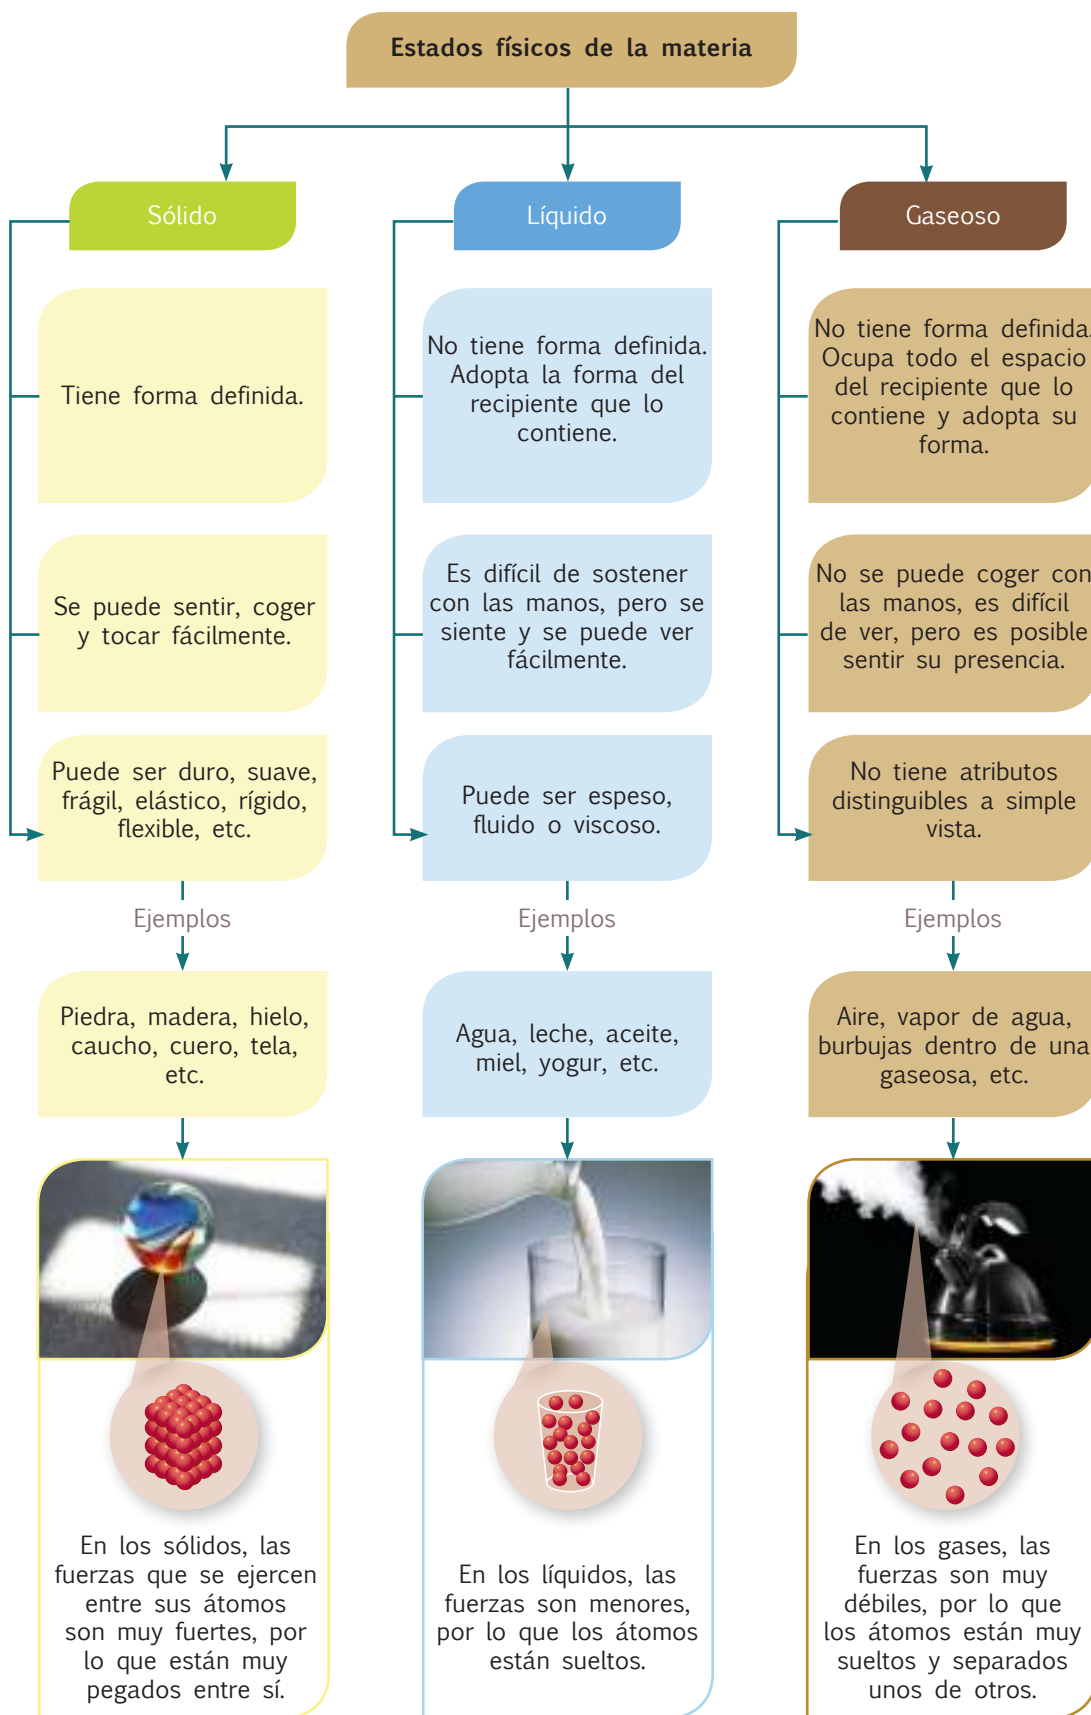 Estados físicos de la materia
Sólido
Tiene forma definida.
Se puede sentir, coger
y tocar fácilmente.
Puede ser duro, suave,
frágil, elástico, rígido,
flexible, etc.
Ejemplos
Piedra, madera, hielo,
caucho, cuero, tela,
etc.
En los sólidos, las
fuerzas que se ejercen
entre sus átomos
son muy fuertes, por
lo que están muy
pegados entre sí.
Líquido
No tiene forma definida.
Adopta la forma del
recipiente que lo
contiene.
Es difícil de sostener
con las manos, pero se
siente y se puede ver
fácilmente.
Puede ser espeso,
fluido o viscoso.
Ejemplos
Agua, leche, aceite,
miel, yogur, etc.
En los líquidos, las
fuerzas son menores,
por lo que los átomos
están sueltos.
Gaseoso
No tiene forma definida.
Ocupa todo el espacio
del recipiente que lo
contiene y adopta su
forma.
No se puede coger con
las manos, es difícil
de ver, pero es posible
sentir su presencia.
No tiene atributos
distinguibles a simple
vista.
Ejemplos
Aire, vapor de agua,
burbujas dentro de una
gaseosa, etc.
En los gases, las
fuerzas son muy
débiles, por lo que
los átomos están muy
sueltos y separados
unos de otros.